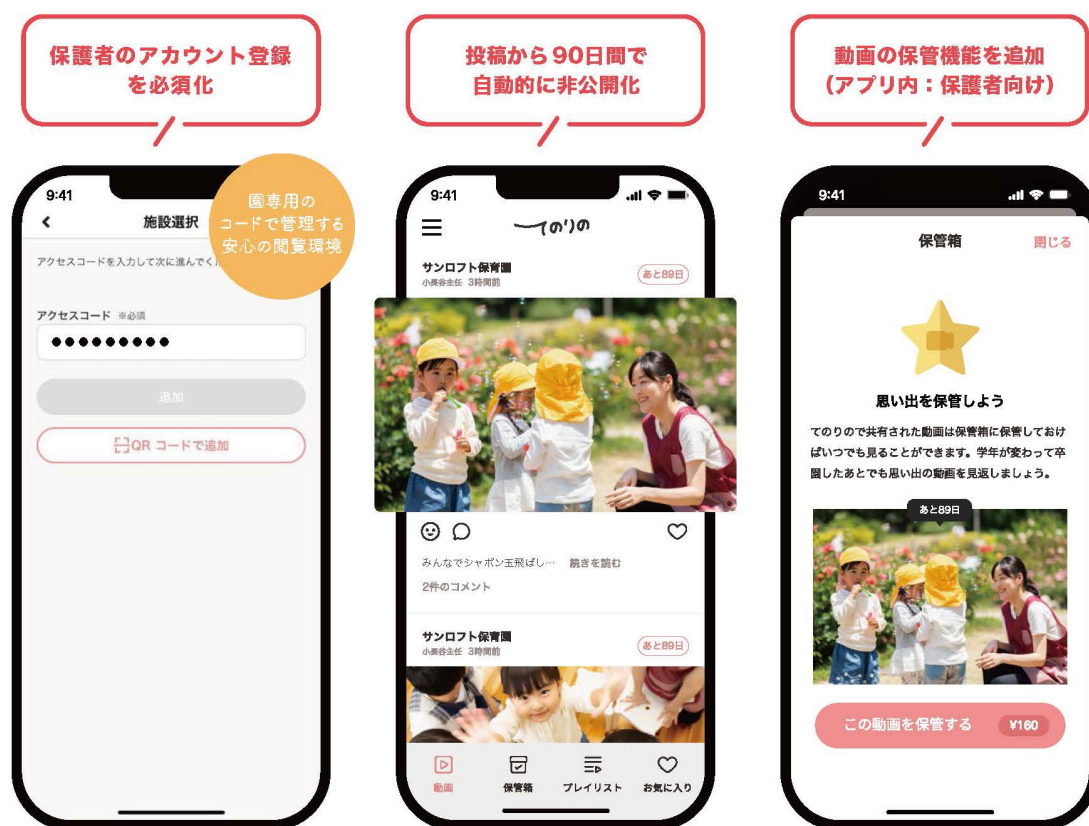 保護者のアカウント登録
を必須化
投稿から90日間で
自動的に非公開化
動画の保管機能を追加
(アプリ内:保護者向け)
9:41
施設選択
園専用の
コードで管理する
安心の閲覧環境
アクセスコードを入力して次に進んでく
アクセスコード ※必須
●●●●●●●●●
追加
QR コードで追加
9:41
てのりの
サンロフト保育園
小長谷主任 3時間前
あと89日
みんなでシャボン玉飛ばし… 続きを読む
2件のコメント
サンロフト保育園
小長谷主任 3時間前
あと89日
動画
保管箱
プレイリスト
お気に入り
9:41
保管箱
閉じる
思い出を保管しよう
てのりので共有された動画は保管箱に保管しておけ
ばいつでも見ることができます。学年が変わって卒
園したあとでも思い出の動画を見返しましょう。
あと89日
この動画を保管する ¥160